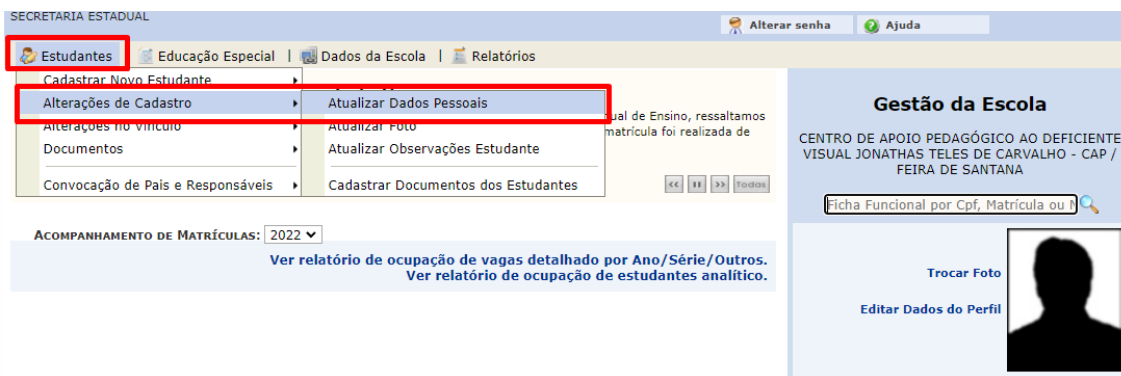 SECRETARIA ESTADUAL
Alterar senha
Ajuda
Estudantes
Educação Especial | Dados da Escola | Relatórios
Cadastrar Novo Estudante
Alterações de Cadastro
Alterações no Vínculo
Documentos
Convocação de Pais e Responsáveis
Atualizar Dados Pessoais
Atualizar Foto
Atualizar Observações Estudante
Cadastrar Documentos dos Estudantes
ual de Ensino, ressaltamos
matrícula foi realizada de
<< II >> Todas
ACOMPANHAMENTO DE MATRÍCULAS: 2022
Ver relatório de ocupação de vagas detalhado por Ano/Série/Outros.
Ver relatório de ocupação de estudantes analítico.
Gestão da Escola
CENTRO DE APOIO PEDAGÓGICO AO DEFICIENTE
VISUAL JONATHAS TELES DE CARVALHO - CAP /
FEIRA DE SANTANA
Ficha Funcional por Cpf, Matrícula ou
Trocar Foto
Editar Dados do Perfil